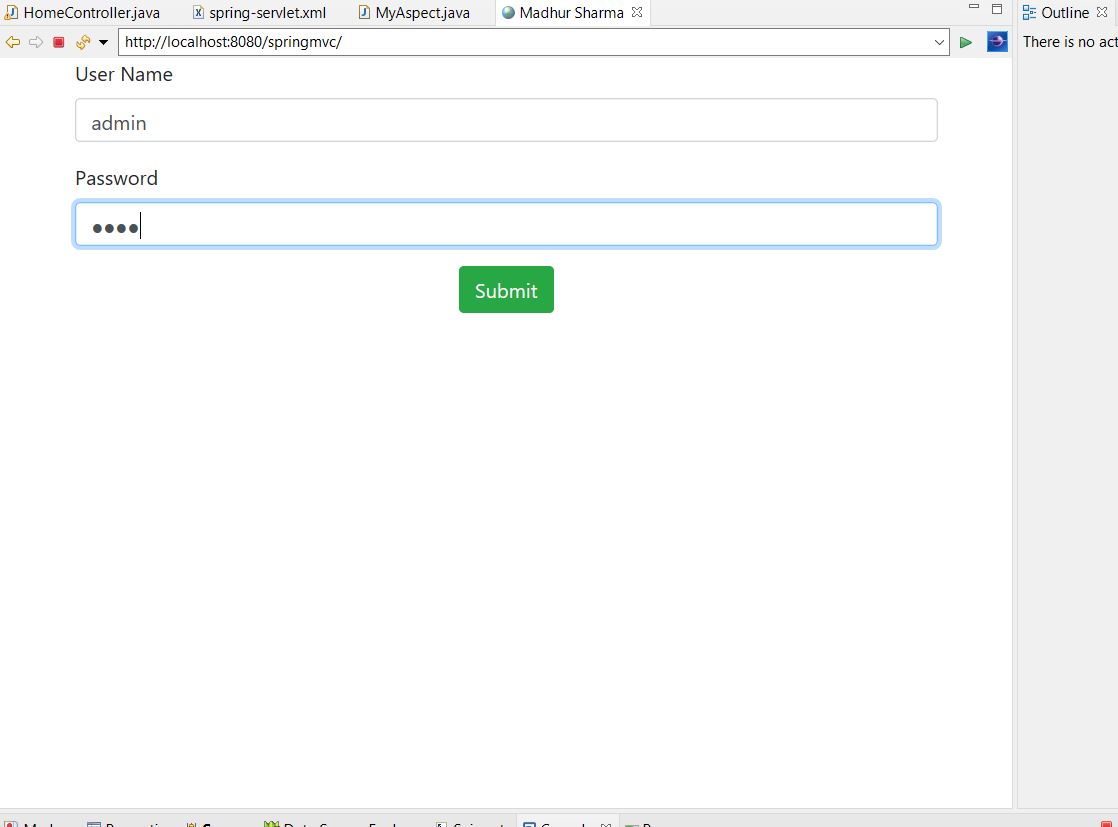 HomeController.java spring-servlet.xml MyAspect.java Madhur Sharma Outline
http://localhost:8080/springmvc/ There is no act
User Name
admin
Password
••••
Submit